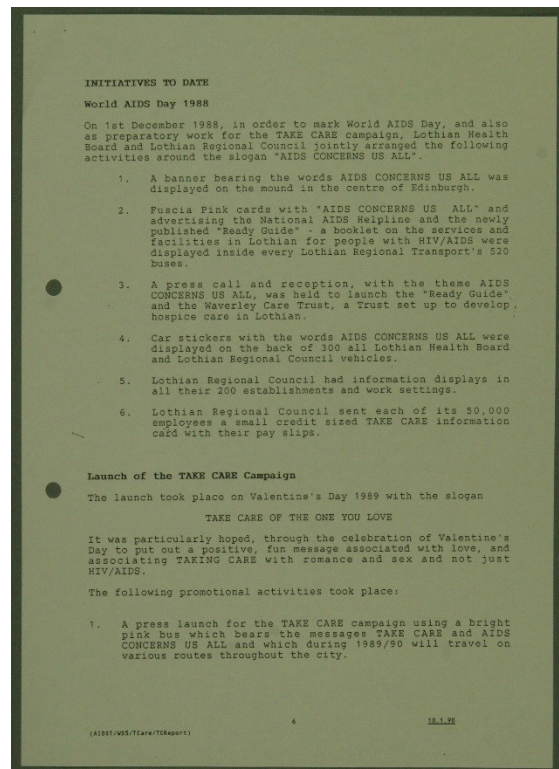 INITIATIVES TO DATE
World AIDS Day 1988
On 1st December 1988, in order to mark World AIDS Day, and also
as preparatory work for the TAKE CARE campaign, Lothian Health
Board and Lothian Regional Council jointly arranged the following
activities around the slogan "AIDS CONCERNS US ALL".
1. A banner bearing the words AIDS CONCERNS US ALL was
displayed on the mound in the centre of Edinburgh.
2. Fuscia Pink cards with "AIDS CONCERNS US ALL" and
advertising the National AIDS Helpline and the newly
published "Ready Guide" - a booklet on the services and
facilities in Lothian for people with HIV/AIDS were
displayed inside every Lothian Regional Transport's 520
buses.
3. A press call and reception, with the theme AIDS
CONCERNS US ALL, was held to launch the "Ready Guide"
and the Waverley Care Trust, a Trust set up to develop
hospice care in Lothian.
4. Car stickers with the words AIDS CONCERNS US ALL were
displayed on the back of 300 all Lothian Health Board
and Lothian Regional Council vehicles.
5. Lothian Regional Council had information displays in
all their 200 establishments and work settings.
6. Lothian Regional Council sent each of its 50,000
employees a small credit sized TAKE CARE information
card with their pay slips.
Launch of the TAKE CARE Campaign
The launch took place on Valentine's Day 1989 with the slogan
TAKE CARE OF THE ONE YOU LOVE
It was particularly hoped, through the celebration of Valentine's
Day to put out a positive, fun message associated with love, and
associating TAKING CARE with romance and sex and not just
HIV/AIDS.
The following promotional activities took place:
1. A press launch for the TAKE CARE campaign using a bright
pink bus which bears the messages TAKE CARE and AIDS
CONCERNS US ALL and which during 1989/90 will travel on
various routes throughout the city.
6 10.1.90
(AIDS1/WSS/TCare/TCReport)